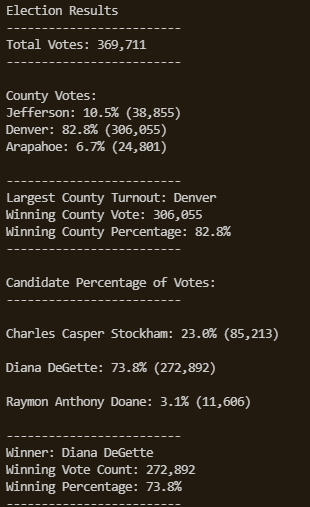 Election Results
-------------------------
Total Votes: 369,711
-------------------------
County Votes:
Jefferson: 10.5% (38,855)
Denver: 82.8% (306,055)
Arapahoe: 6.7% (24,801)
-------------------------
Largest County Turnout: Denver
Winning County Vote: 306,055
Winning County Percentage: 82.8%
-------------------------
Candidate Percentage of Votes:
-------------------------
Charles Casper Stockham: 23.0% (85,213)
Diana DeGette: 73.8% (272,892)
Raymon Anthony Doane: 3.1% (11,606)
-------------------------
Winner: Diana DeGette
Winning Vote Count: 272,892
Winning Percentage: 73.8%
-------------------------